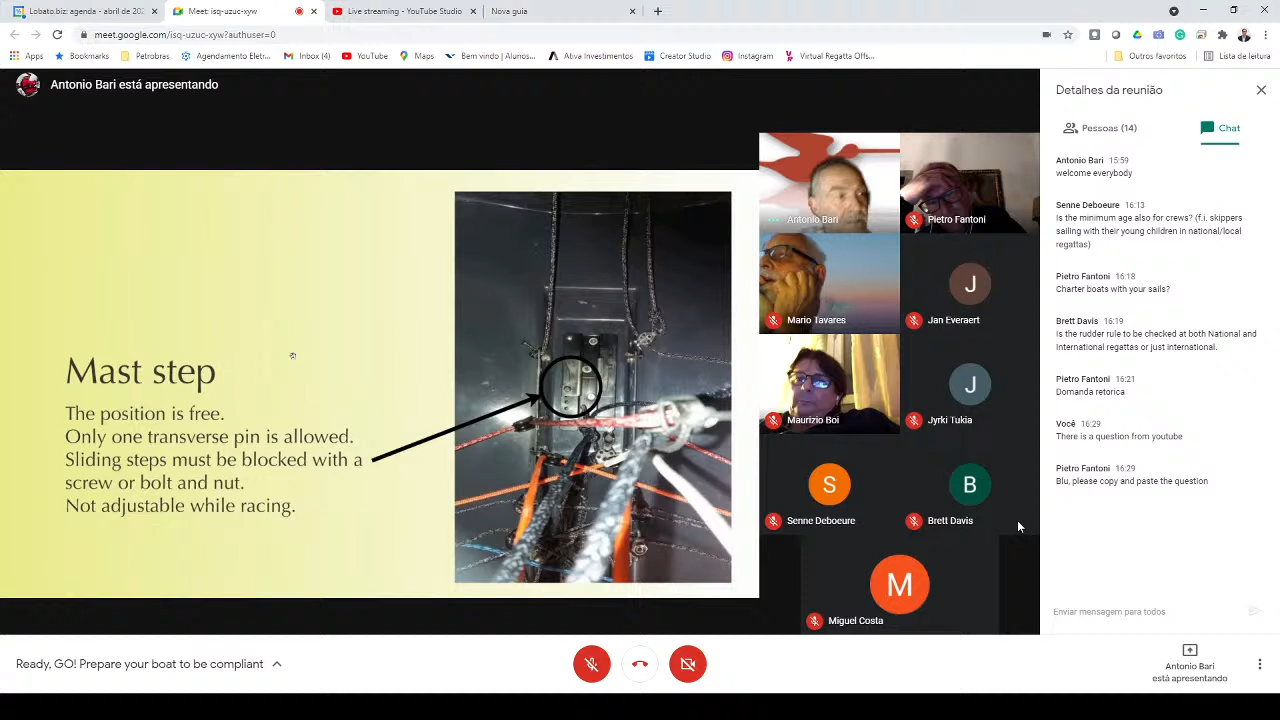 Lobato.biz: agenda - abril de 202
Meet: isq-uzuc-xyw
Live streaming - YouTube Studio
Nova guia
meet.google.com/isq-uzuc-xyw?authuser=0
Apps
Bookmarks
Petrobras
Agendamento Eletr...
Inbox (4)
YouTube
Maps
Bem vindo | Alunos...
Ativa Investimentos
Creator Studio
Instagram
Virtual Regatta Offs...
Outros favoritos
Lista de leitura
Antonio Bari está apresentando
Mast step
The position is free.
Only one transverse pin is allowed.
Sliding steps must be blocked with a
screw or bolt and nut.
Not adjustable while racing.
Antonio Bari
Pietro Fantoni
Mario Tavares
J
Jan Everaert
Maurizio Boi
J
Jyrki Tukia
S
Senne Deboeure
B
Brett Davis
M
Miguel Costa
Detalhes da reunião
Pessoas (14)
Chat
Antonio Bari 15:59
welcome everybody
Senne Deboeure 16:13
Is the minimum age also for crews? (f.i. skippers
sailing with their young children in national/local
regattas)
Pietro Fantoni 16:18
Charter boats with your sails?
Brett Davis 16:19
Is the rudder rule to be checked at both National and
International regattas or just international.
Pietro Fantoni 16:21
Domanda retorica
Você 16:29
There is a question from youtube
Pietro Fantoni 16:29
Blu, please copy and paste the question
Enviar mensagem para todos
Ready, GO! Prepare your boat to be compliant
Antonio Bari
está apresentando